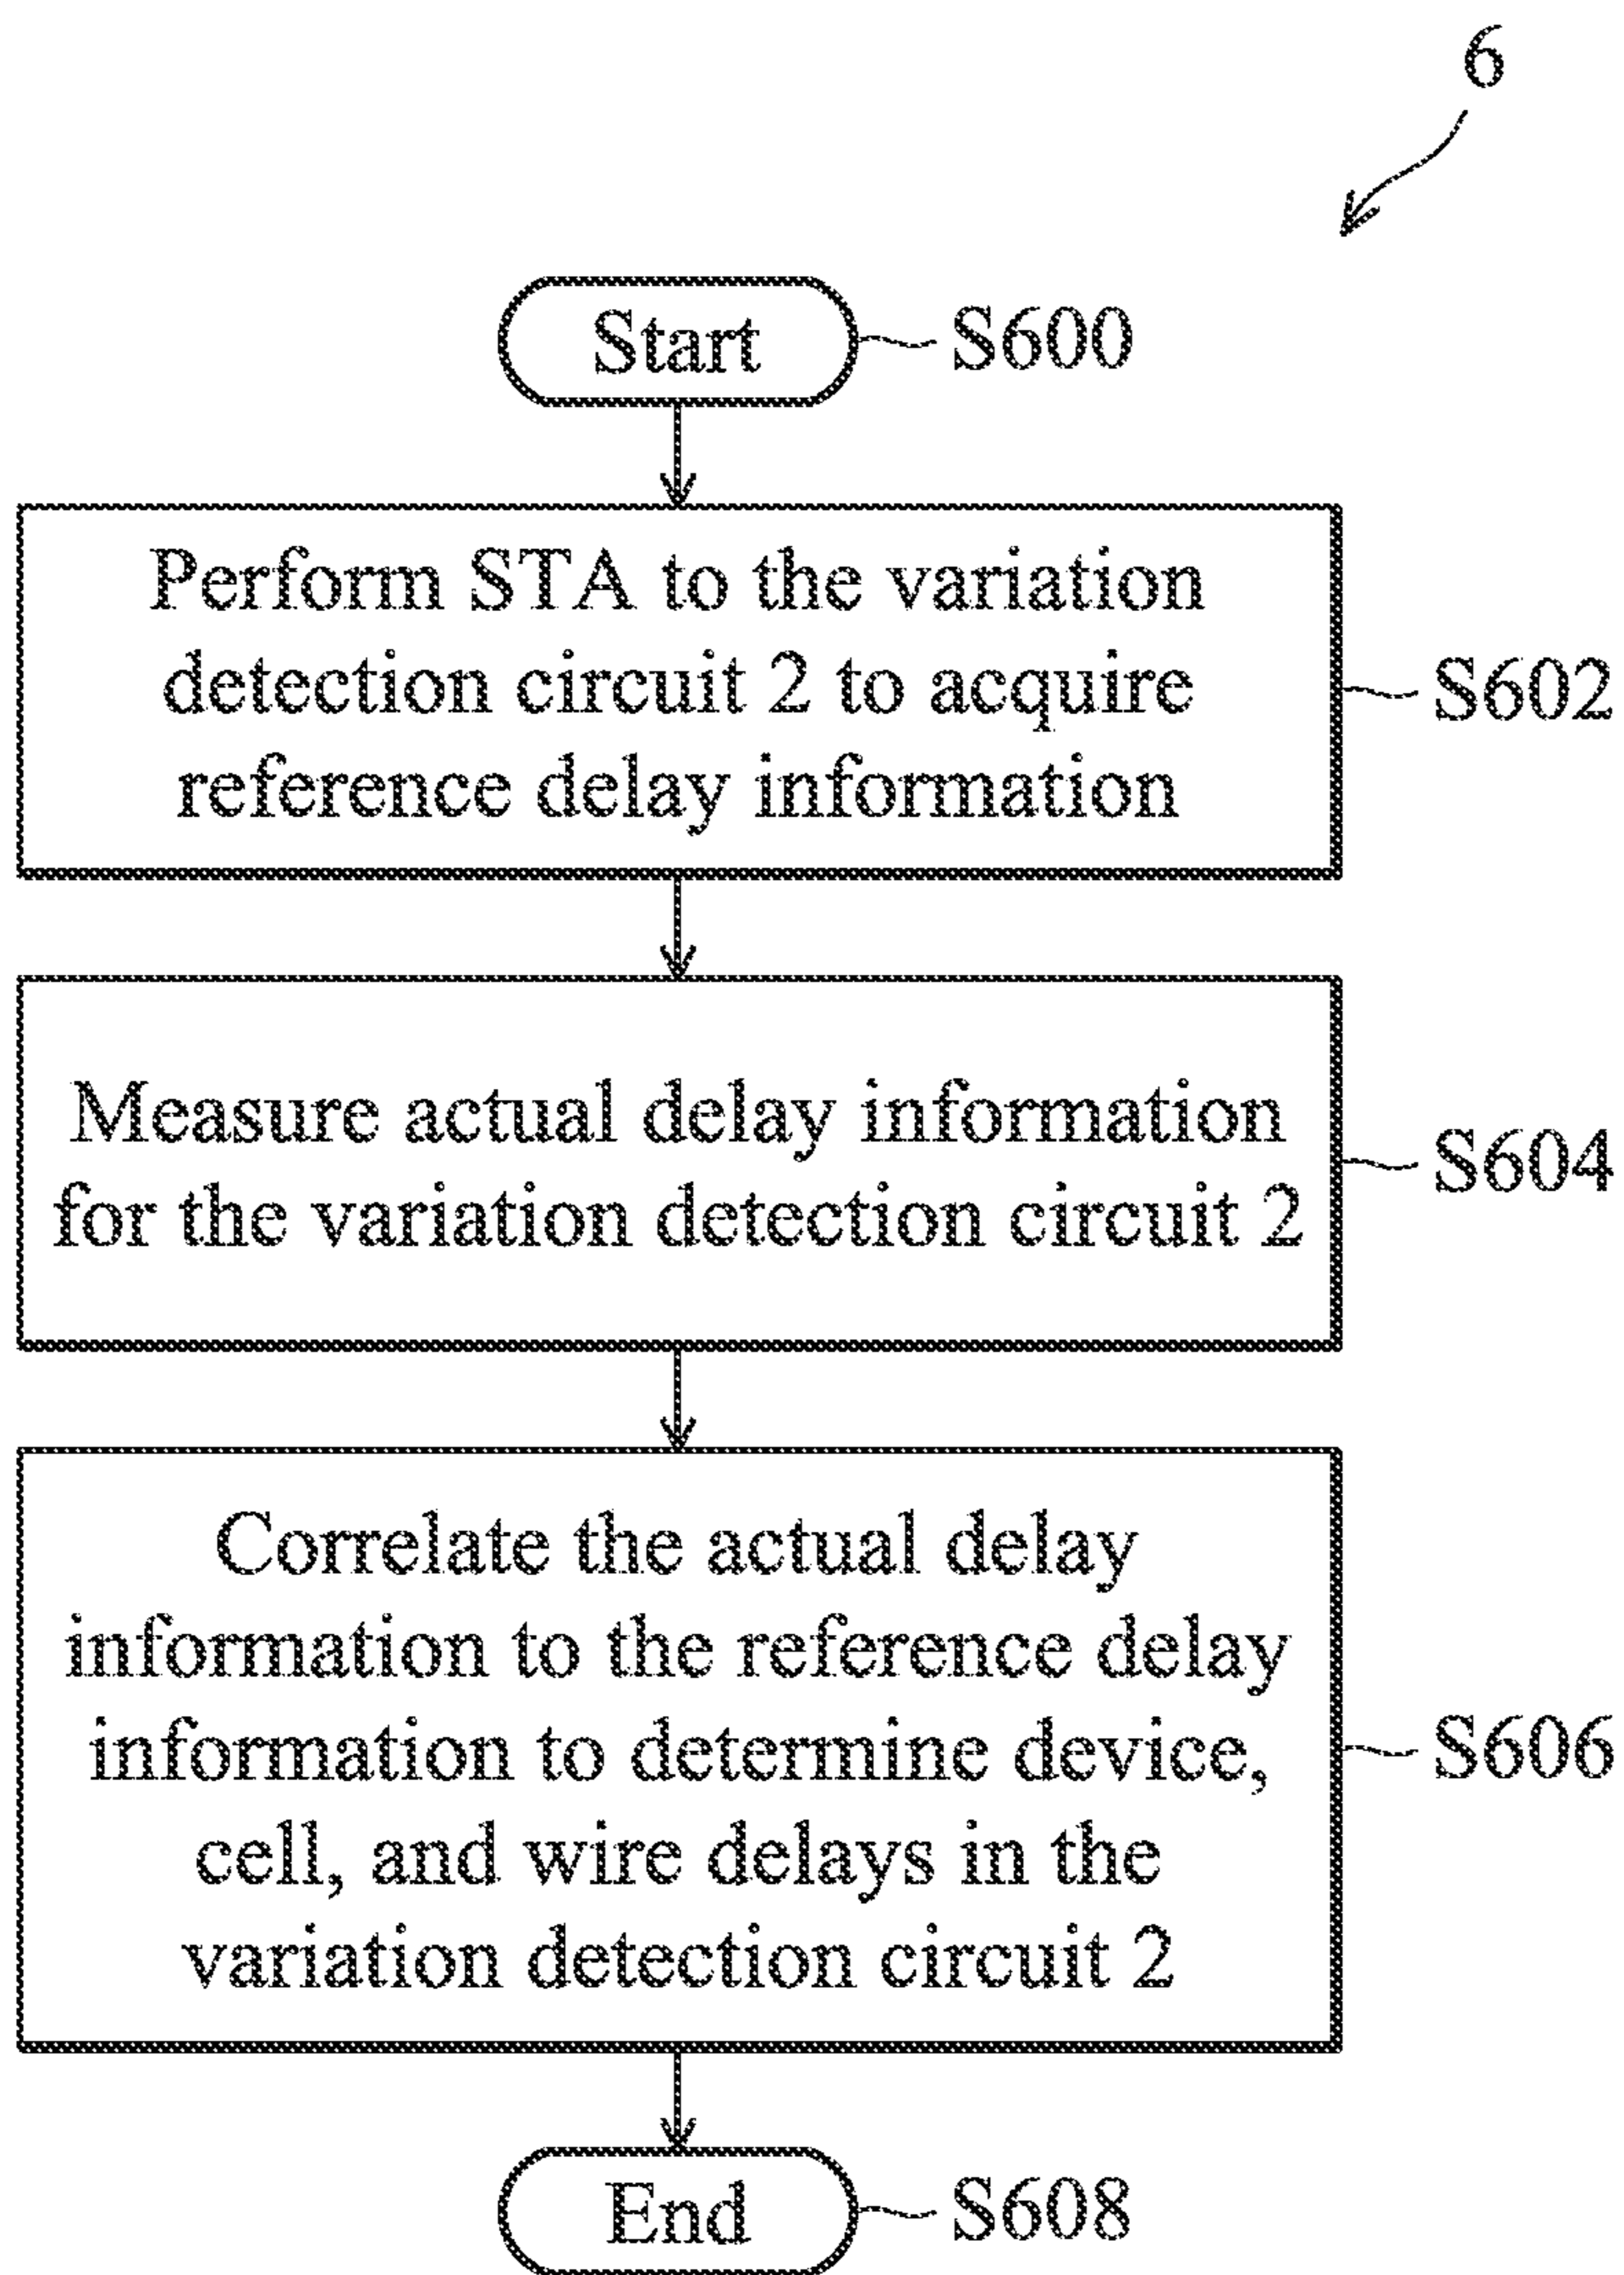 6
Start
S600
Perform STA to the variation
detection circuit 2 to acquire
reference delay information
S602
Measure actual delay information
for the variation detection circuit 2
S604
Correlate the actual delay
information to the reference delay
information to determine device,
cell, and wire delays in the
variation detection circuit 2
S606
End
S608